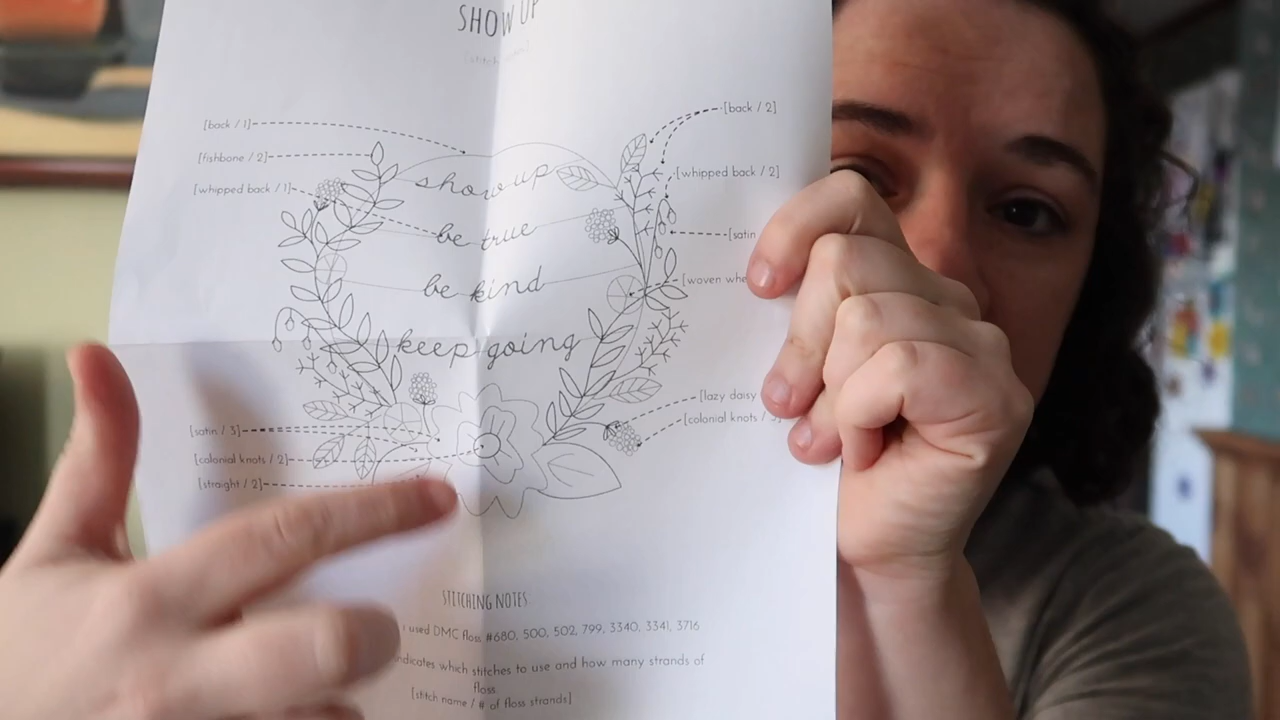 SHOW UP
[back / 1]
[back / 2]
[fishbone / 2]
[whipped back / 2]
[whipped back / 1]
show up
be true
[satin
be kind
[woven
keep going
[lazy daisy
[colonial knots /
[satin / 3]
[colonial knots / 2]
[straight / 2]
STITCHING NOTES
I used DMC floss #680, 500, 502, 799, 3340, 3341, 3716
indicates which stitches to use and how many strands of
floss.
[stitch name / # of floss strands]